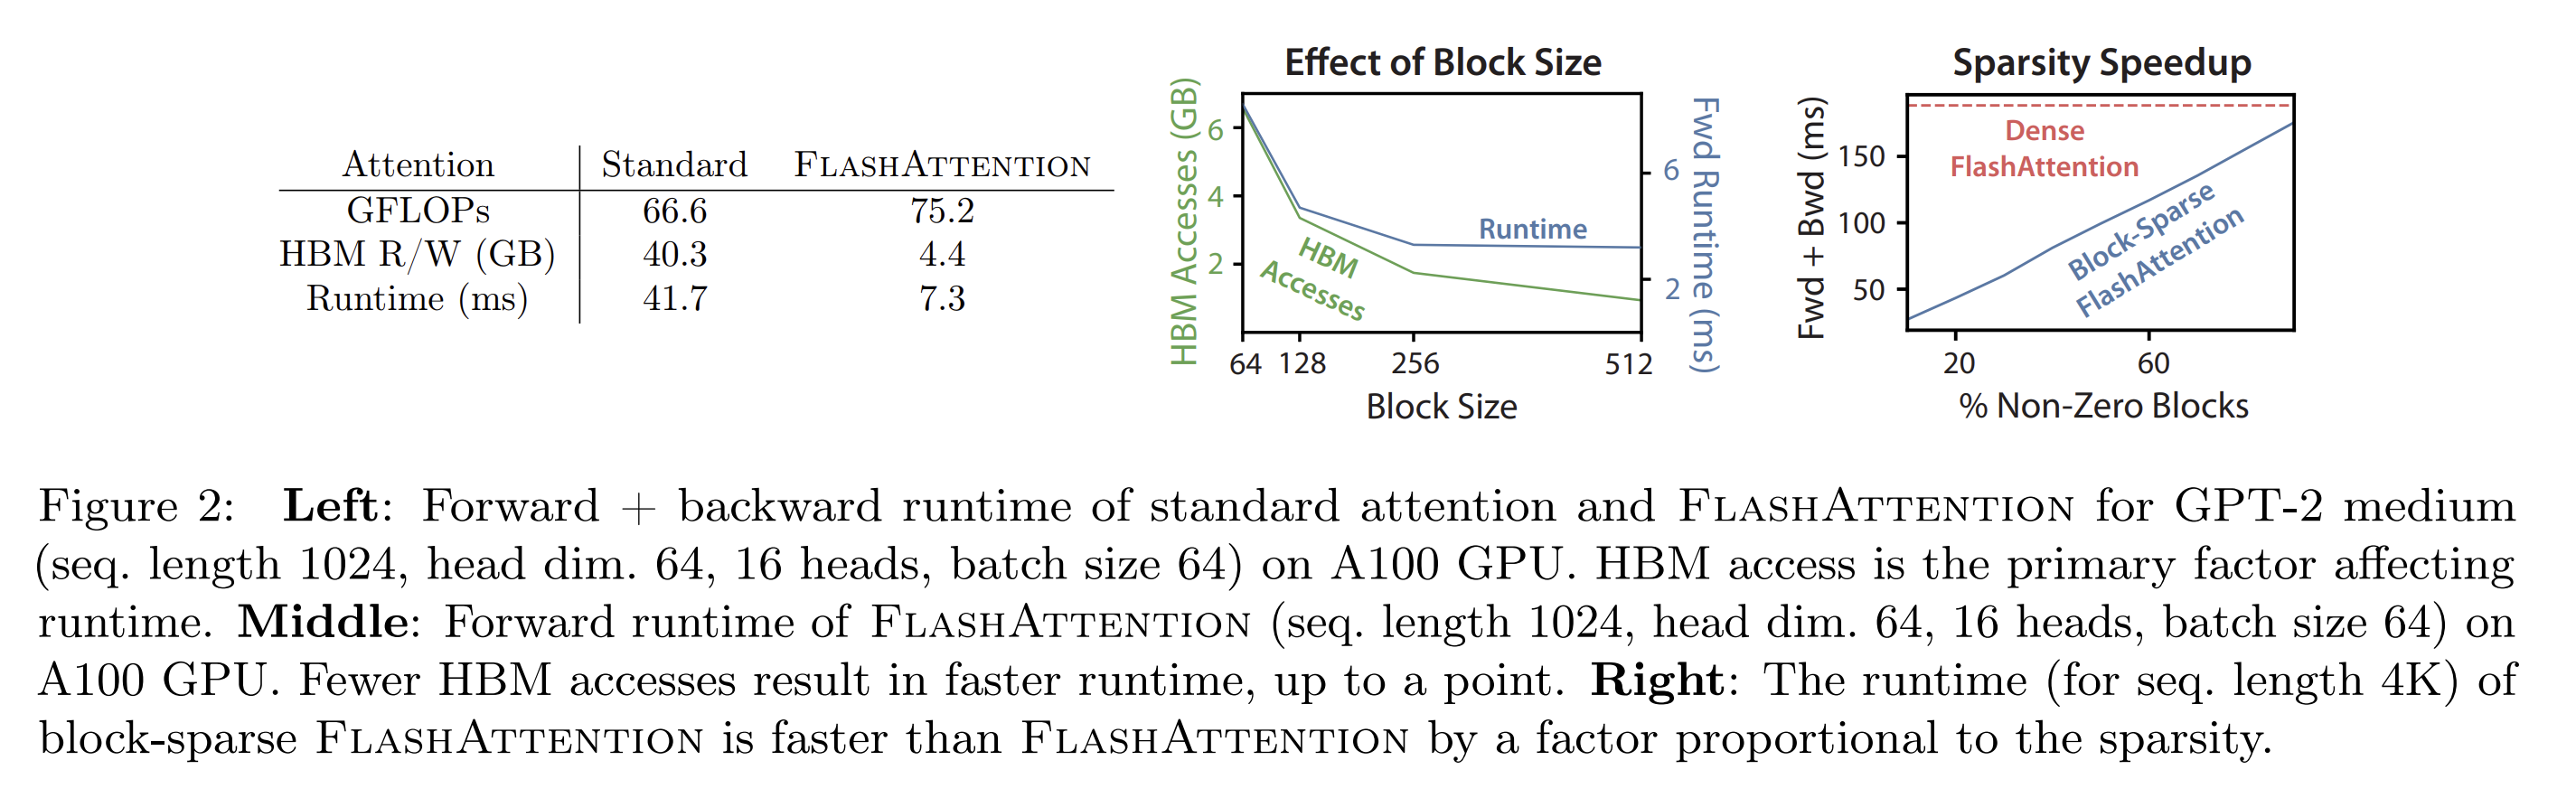 Attention Standard FLASHATTENTION
GFLOPs 66.6 75.2
HBM R/W (GB) 40.3 4.4
Runtime (ms) 41.7 7.3
Effect of Block Size
HBM Accesses (GB)
6
4
2
Runtime
HBM
Accesses
6
2
Fwd Runtime (ms)
64 128 256 512
Block Size
Sparsity Speedup
Fwd + Bwd (ms)
150
100
50
Dense
FlashAttention
Block-Sparse
FlashAttention
20 60
% Non-Zero Blocks
Figure 2: Left: Forward + backward runtime of standard attention and FLASHATTENTION for GPT-2 medium
(seq. length 1024, head dim. 64, 16 heads, batch size 64) on A100 GPU. HBM access is the primary factor affecting
runtime. Middle: Forward runtime of FLASHATTENTION (seq. length 1024, head dim. 64, 16 heads, batch size 64) on
A100 GPU. Fewer HBM accesses result in faster runtime, up to a point. Right: The runtime (for seq. length 4K) of
block-sparse FLASHATTENTION is faster than FLASHATTENTION by a factor proportional to the sparsity.